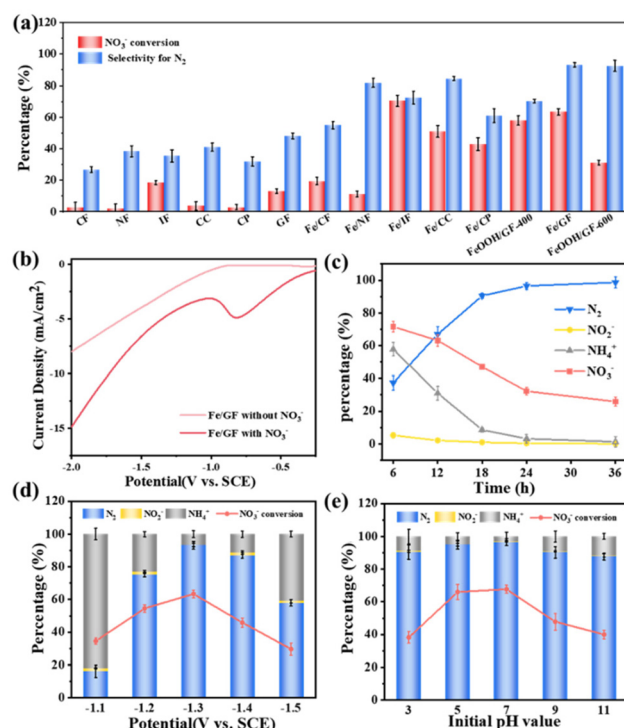 (a)
NO₃⁻ conversion
Selectivity for N₂
Percentage (%)
100
80
60
40
20
0
CF
NF
IF
CC
CP
GF
Fe/CF
Fe/NF
Fe/IF
Fe/CC
Fe/CP
FeOOH/GF-400
Fe/GF
FeOOH/GF-600
(b)
Current Density (mA/cm²)
0
-5
-10
-15
Fe/GF without NO₃⁻
Fe/GF with NO₃⁻
-2.0
-1.5
-1.0
-0.5
Potential(V vs. SCE)
(c)
percentage (%)
100
80
60
40
20
0
N₂
NO₂⁻
NH₄⁺
NO₃⁻
6
12
18
24
30
36
Time (h)
(d)
N₂
NO₂⁻
NH₄⁺
NO₃⁻ conversion
Percentage (%)
120
100
80
60
40
20
0
-1.1
-1.2
-1.3
-1.4
-1.5
Potential(V vs. SCE)
(e)
N₂
NO₂⁻
NH₄⁺
NO₃⁻ conversion
Percentage (%)
120
100
80
60
40
20
0
3
5
7
9
11
Initial pH value